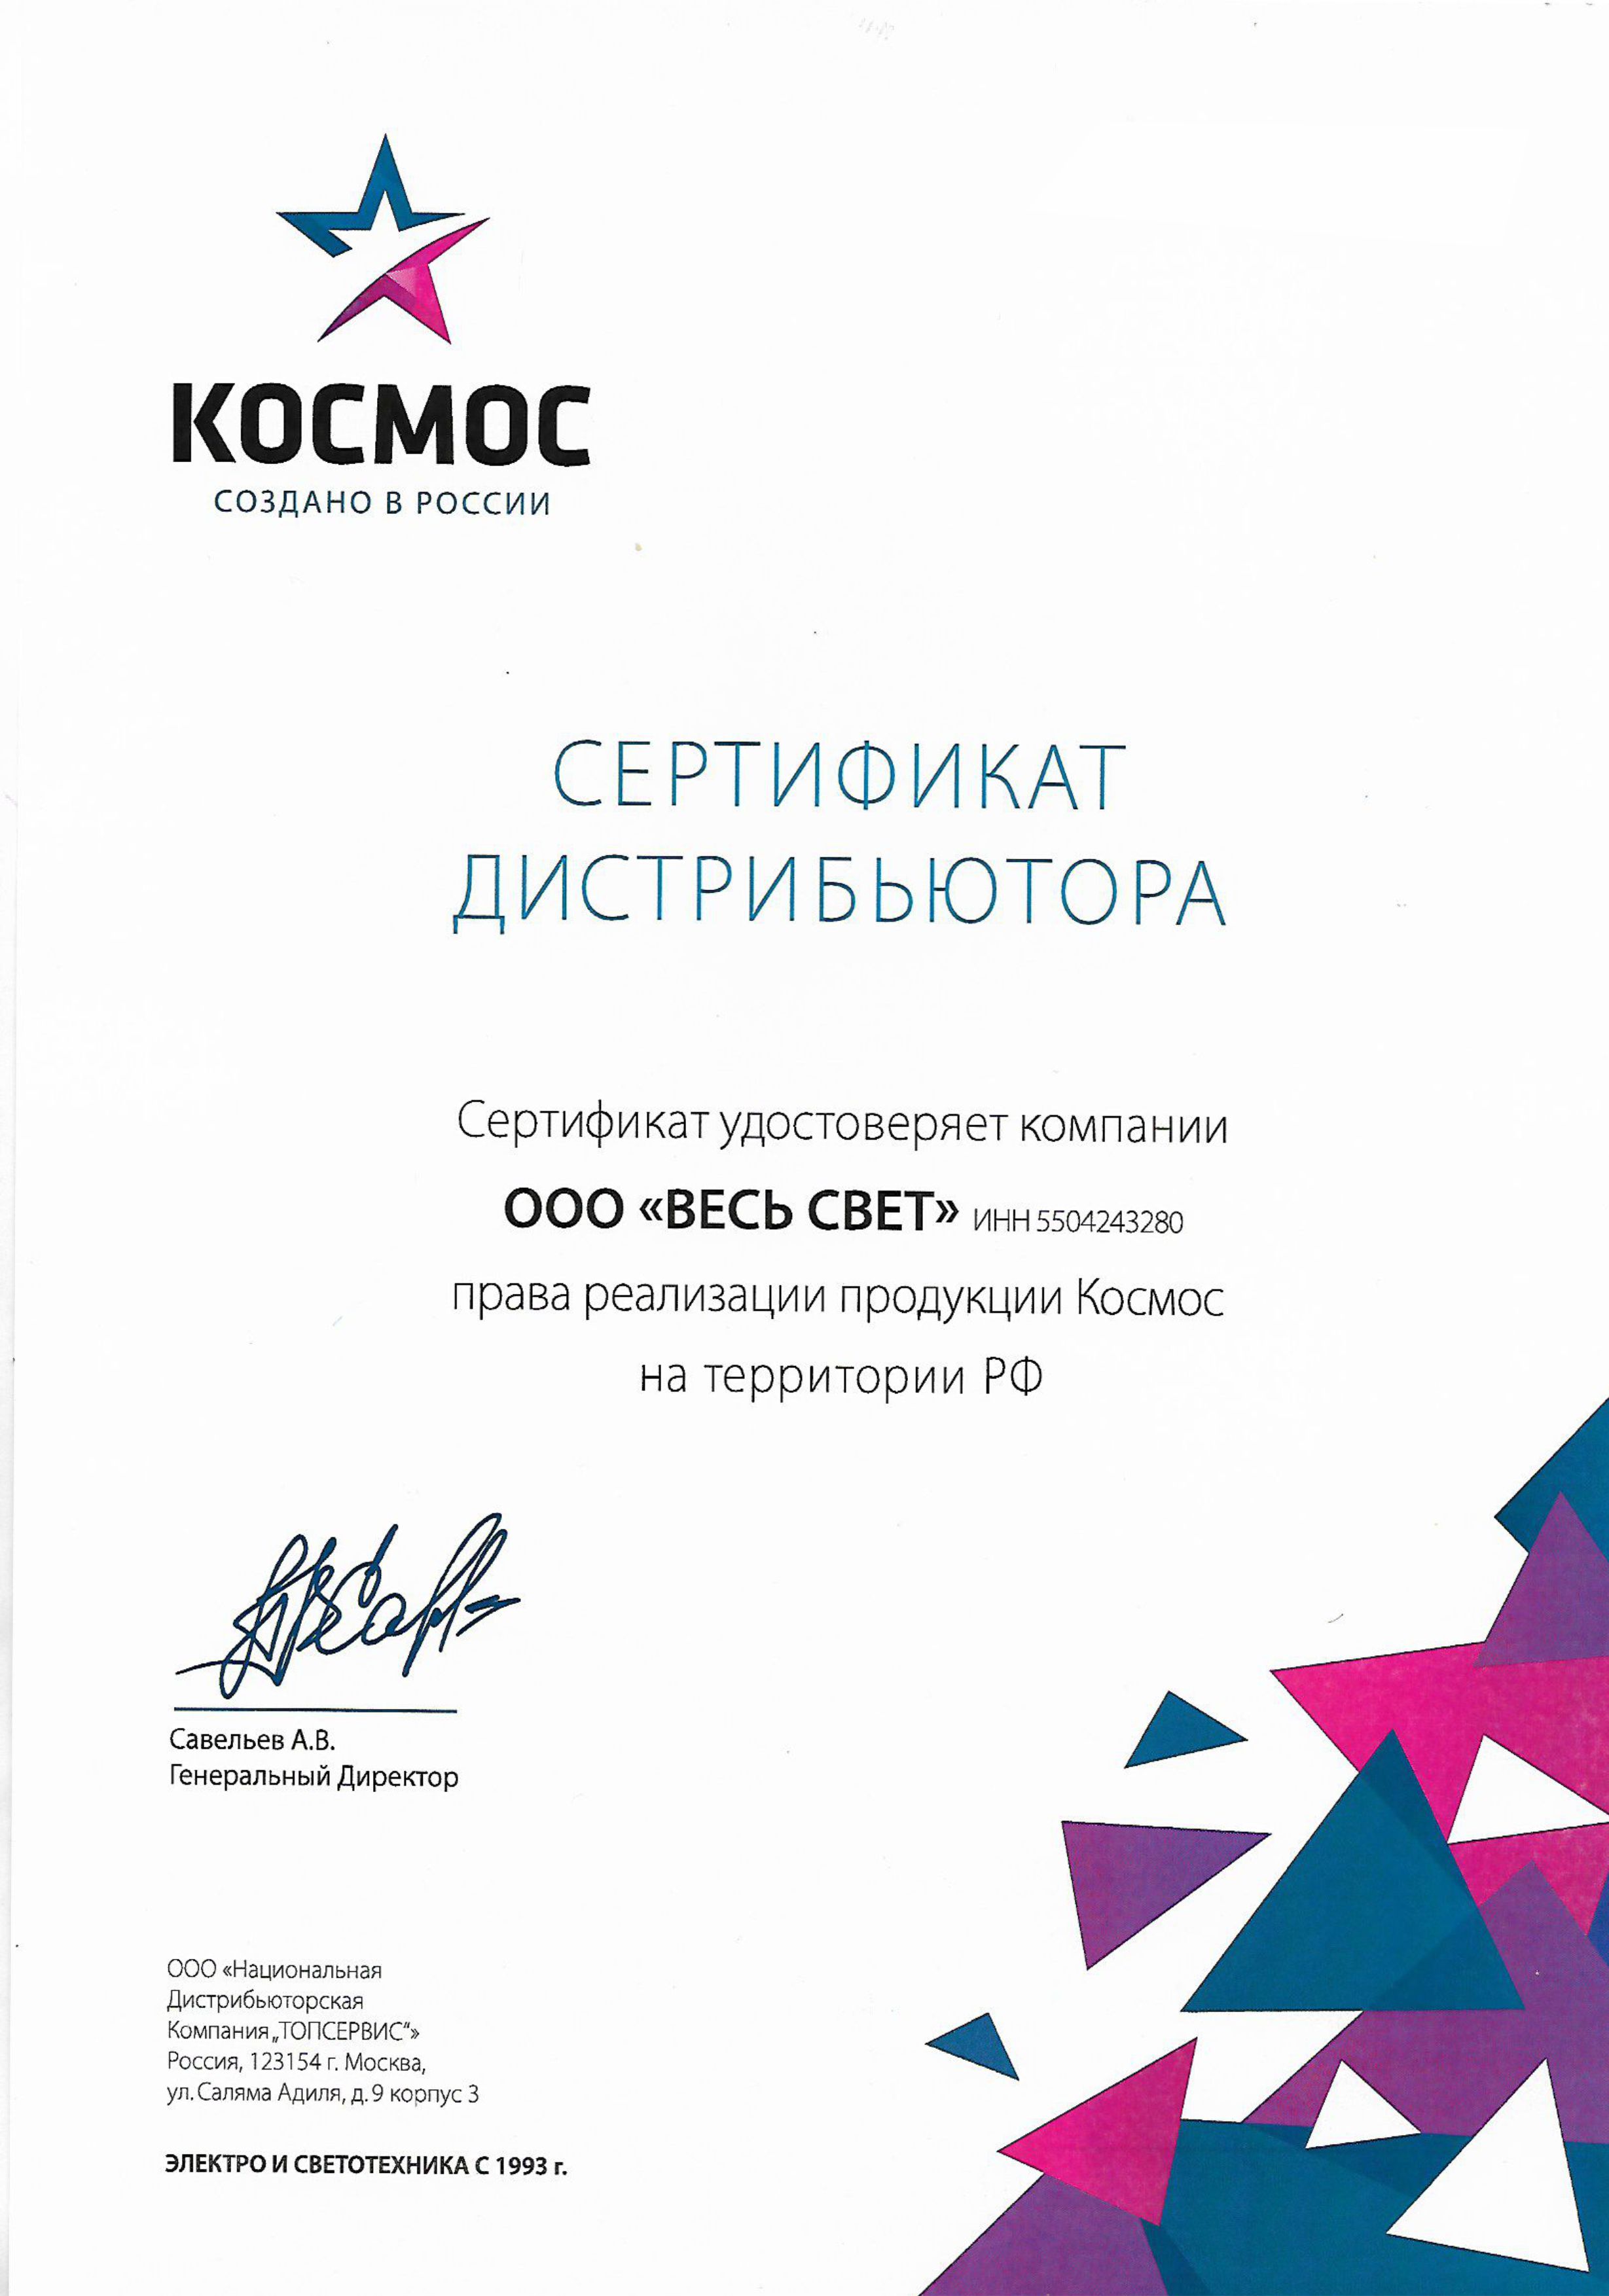 КОСМОС
СОЗДАНО В РОССИИ
СЕРТИФИКАТ
ДИСТРИБЬЮТОРА
Сертификат удостоверяет компании
ООО «ВЕСЬ СВЕТ» ИНН 5504243280
права реализации продукции Космос
на территории РФ
Савельев А.В.
Генеральный Директор
ООО «Национальная
Дистрибьюторская
Компания „ТОПСЕРВИС“»
Россия, 123154 г. Москва,
ул. Саляма Адиля, д. 9 корпус 3
ЭЛЕКТРО И СВЕТОТЕХНИКА С 1993 г.